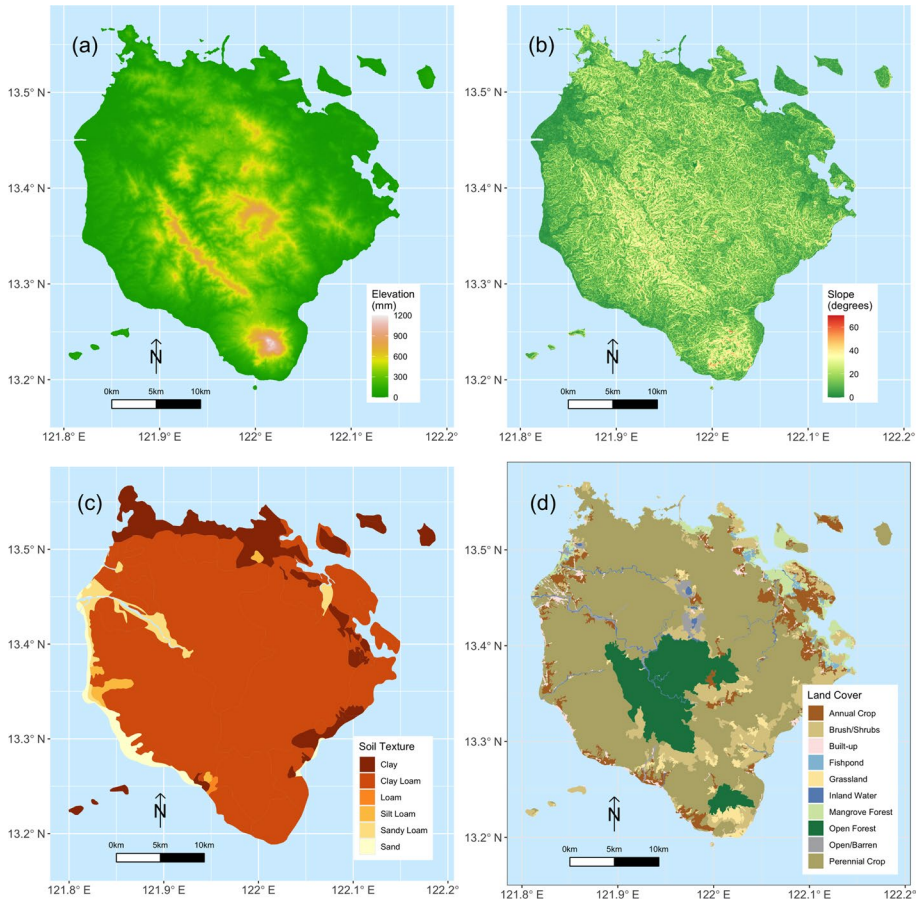 (a)
13.5° N
13.4° N
13.3° N
13.2° N
Elevation
(mm)
1200
900
600
300
0
N
0km 5km 10km
121.8° E 121.9° E 122° E 122.1° E 122.2° E
(b)
13.5° N
13.4° N
13.3° N
13.2° N
Slope
(degrees)
60
40
20
0
N
0km 5km 10km
121.8° E 121.9° E 122° E 122.1° E 122.2° E
(c)
13.5° N
13.4° N
13.3° N
13.2° N
Soil Texture
Clay
Clay Loam
Loam
Silt Loam
Sandy Loam
Sand
N
0km 5km 10km
121.8° E 121.9° E 122° E 122.1° E 122.2° E
(d)
13.5° N
13.4° N
13.3° N
13.2° N
Land Cover
Annual Crop
Brush/Shrubs
Built-up
Fishpond
Grassland
Inland Water
Mangrove Forest
Open Forest
Open/Barren
Perennial Crop
N
0km 5km 10km
121.8° E 121.9° E 122° E 122.1° E 122.2° E